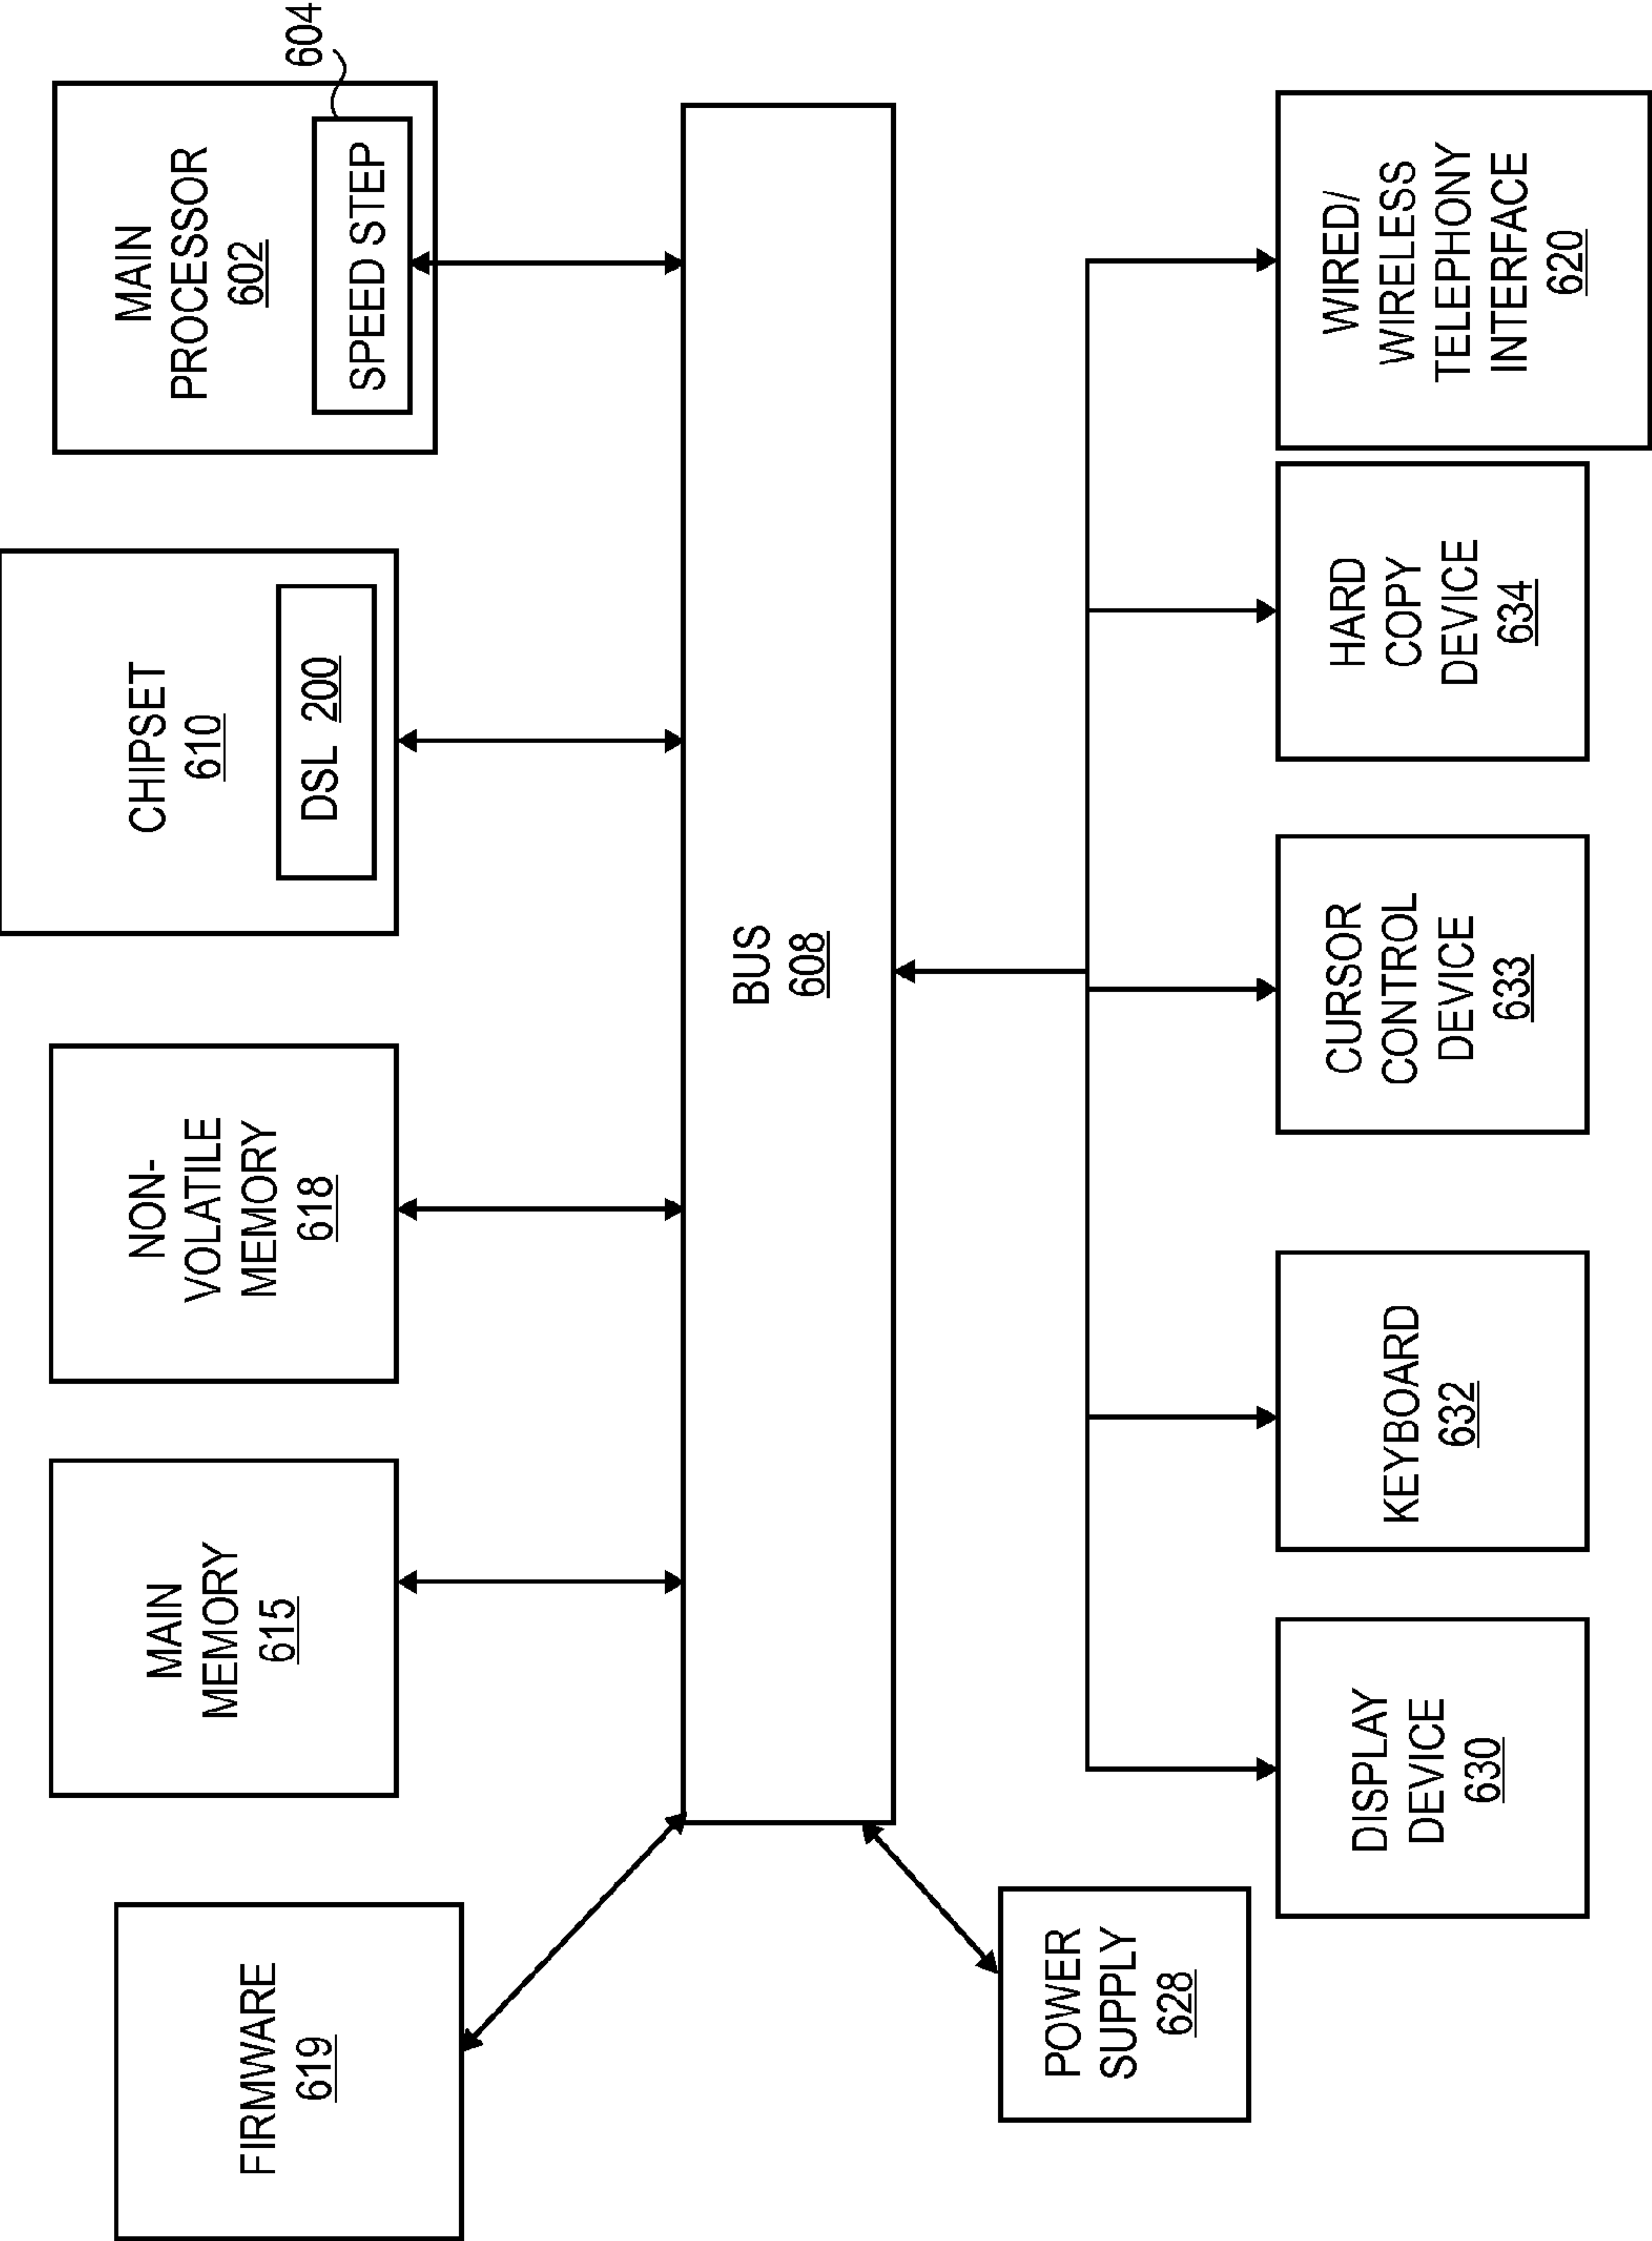 FIRMWARE
619
MAIN
MEMORY
615
NON-
VOLATILE
MEMORY
618
CHIPSET
610
DSL 200
MAIN
PROCESSOR
602
SPEED STEP
604
BUS
608
POWER
SUPPLY
628
DISPLAY
DEVICE
630
KEYBOARD
632
CURSOR
CONTROL
DEVICE
633
HARD
COPY
DEVICE
634
WIRED/
WIRELESS
TELEPHONY
INTERFACE
620